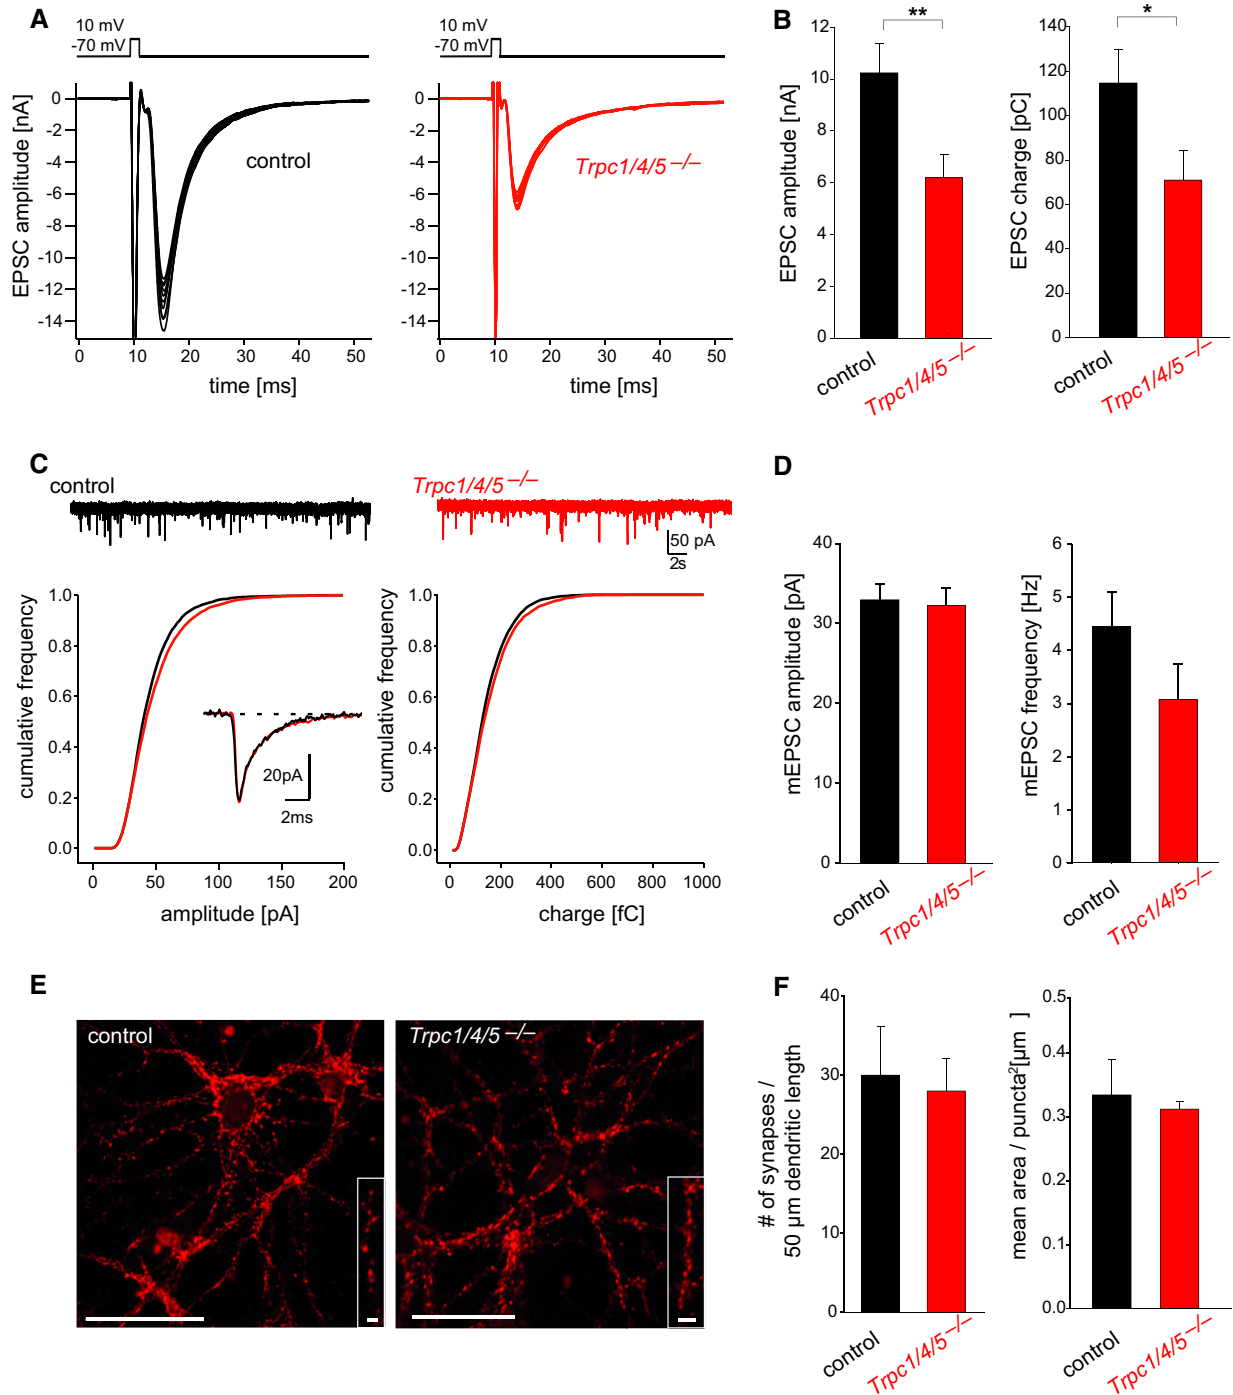 A
10 mV
-70 mV
EPSC amplitude [nA]
0
-2
-4
-6
-8
-10
-12
-14
control
0 10 20 30 40 50
time [ms]
10 mV
-70 mV
0
-2
-4
-6
-8
-10
-12
-14
Trpc1/4/5 –/–
0 10 20 30 40 50
time [ms]
B
**
EPSC ampltude [nA]
12
10
8
6
4
2
0
control
Trpc1/4/5 –/–
*
EPSC charge [pC]
140
120
100
80
60
40
20
0
control
Trpc1/4/5 –/–
C
control
Trpc1/4/5 –/–
50 pA
2s
cumulative frequency
1.0
0.8
0.6
0.4
0.2
0.0
20pA
2ms
0 50 100 150 200
amplitude [pA]
cumulative frequency
1.0
0.8
0.6
0.4
0.2
0.0
0 200 400 600 800 1000
charge [fC]
D
mEPSC amplitude [pA]
40
30
20
10
0
control
Trpc1/4/5 –/–
mEPSC frequency [Hz]
6
5
4
3
2
1
0
control
Trpc1/4/5 –/–
E
control
Trpc1/4/5 –/–
F
# of synapses /
50 µm dendritic length
40
30
20
10
0
control
Trpc1/4/5 –/–
mean area / puncta²[µm ]
0.5
0.4
0.3
0.2
0.1
0.0
control
Trpc1/4/5 –/–